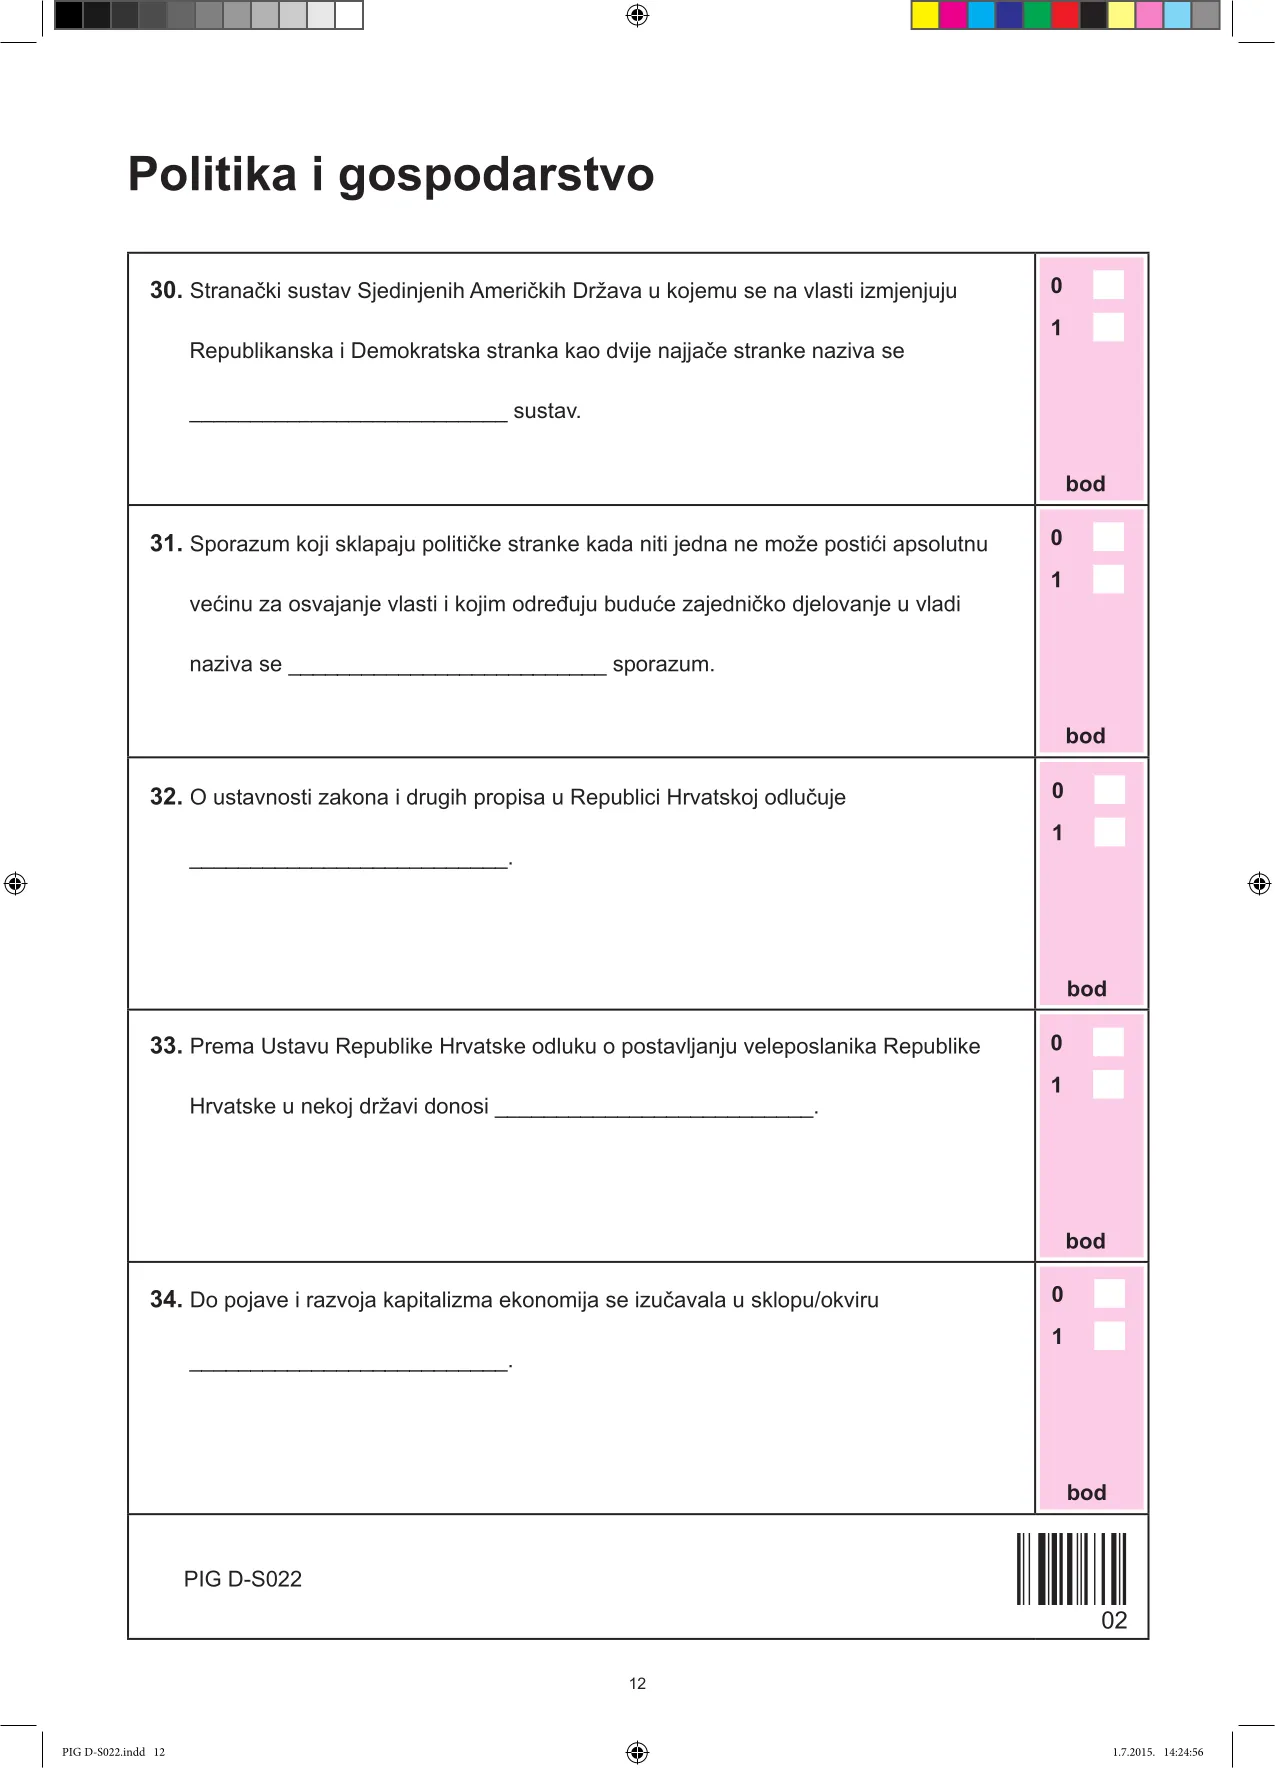 Politika i gospodarstvo
30. Stranački sustav Sjedinjenih Američkih Država u kojemu se na vlasti izmjenjuju
Republikanska i Demokratska stranka kao dvije najjače stranke naziva se
__________________________ sustav.
0
1
bod
31. Sporazum koji sklapaju političke stranke kada niti jedna ne može postići apsolutnu
većinu za osvajanje vlasti i kojim određuju buduće zajedničko djelovanje u vladi
naziva se __________________________ sporazum.
0
1
bod
32. O ustavnosti zakona i drugih propisa u Republici Hrvatskoj odlučuje
__________________________.
0
1
bod
33. Prema Ustavu Republike Hrvatske odluku o postavljanju veleposlanika Republike
Hrvatske u nekoj državi donosi __________________________.
0
1
bod
34. Do pojave i razvoja kapitalizma ekonomija se izučavala u sklopu/okviru
__________________________.
0
1
bod
PIG D-S022
02
12
PIG D-S022.indd 12
1.7.2015. 14:24:56